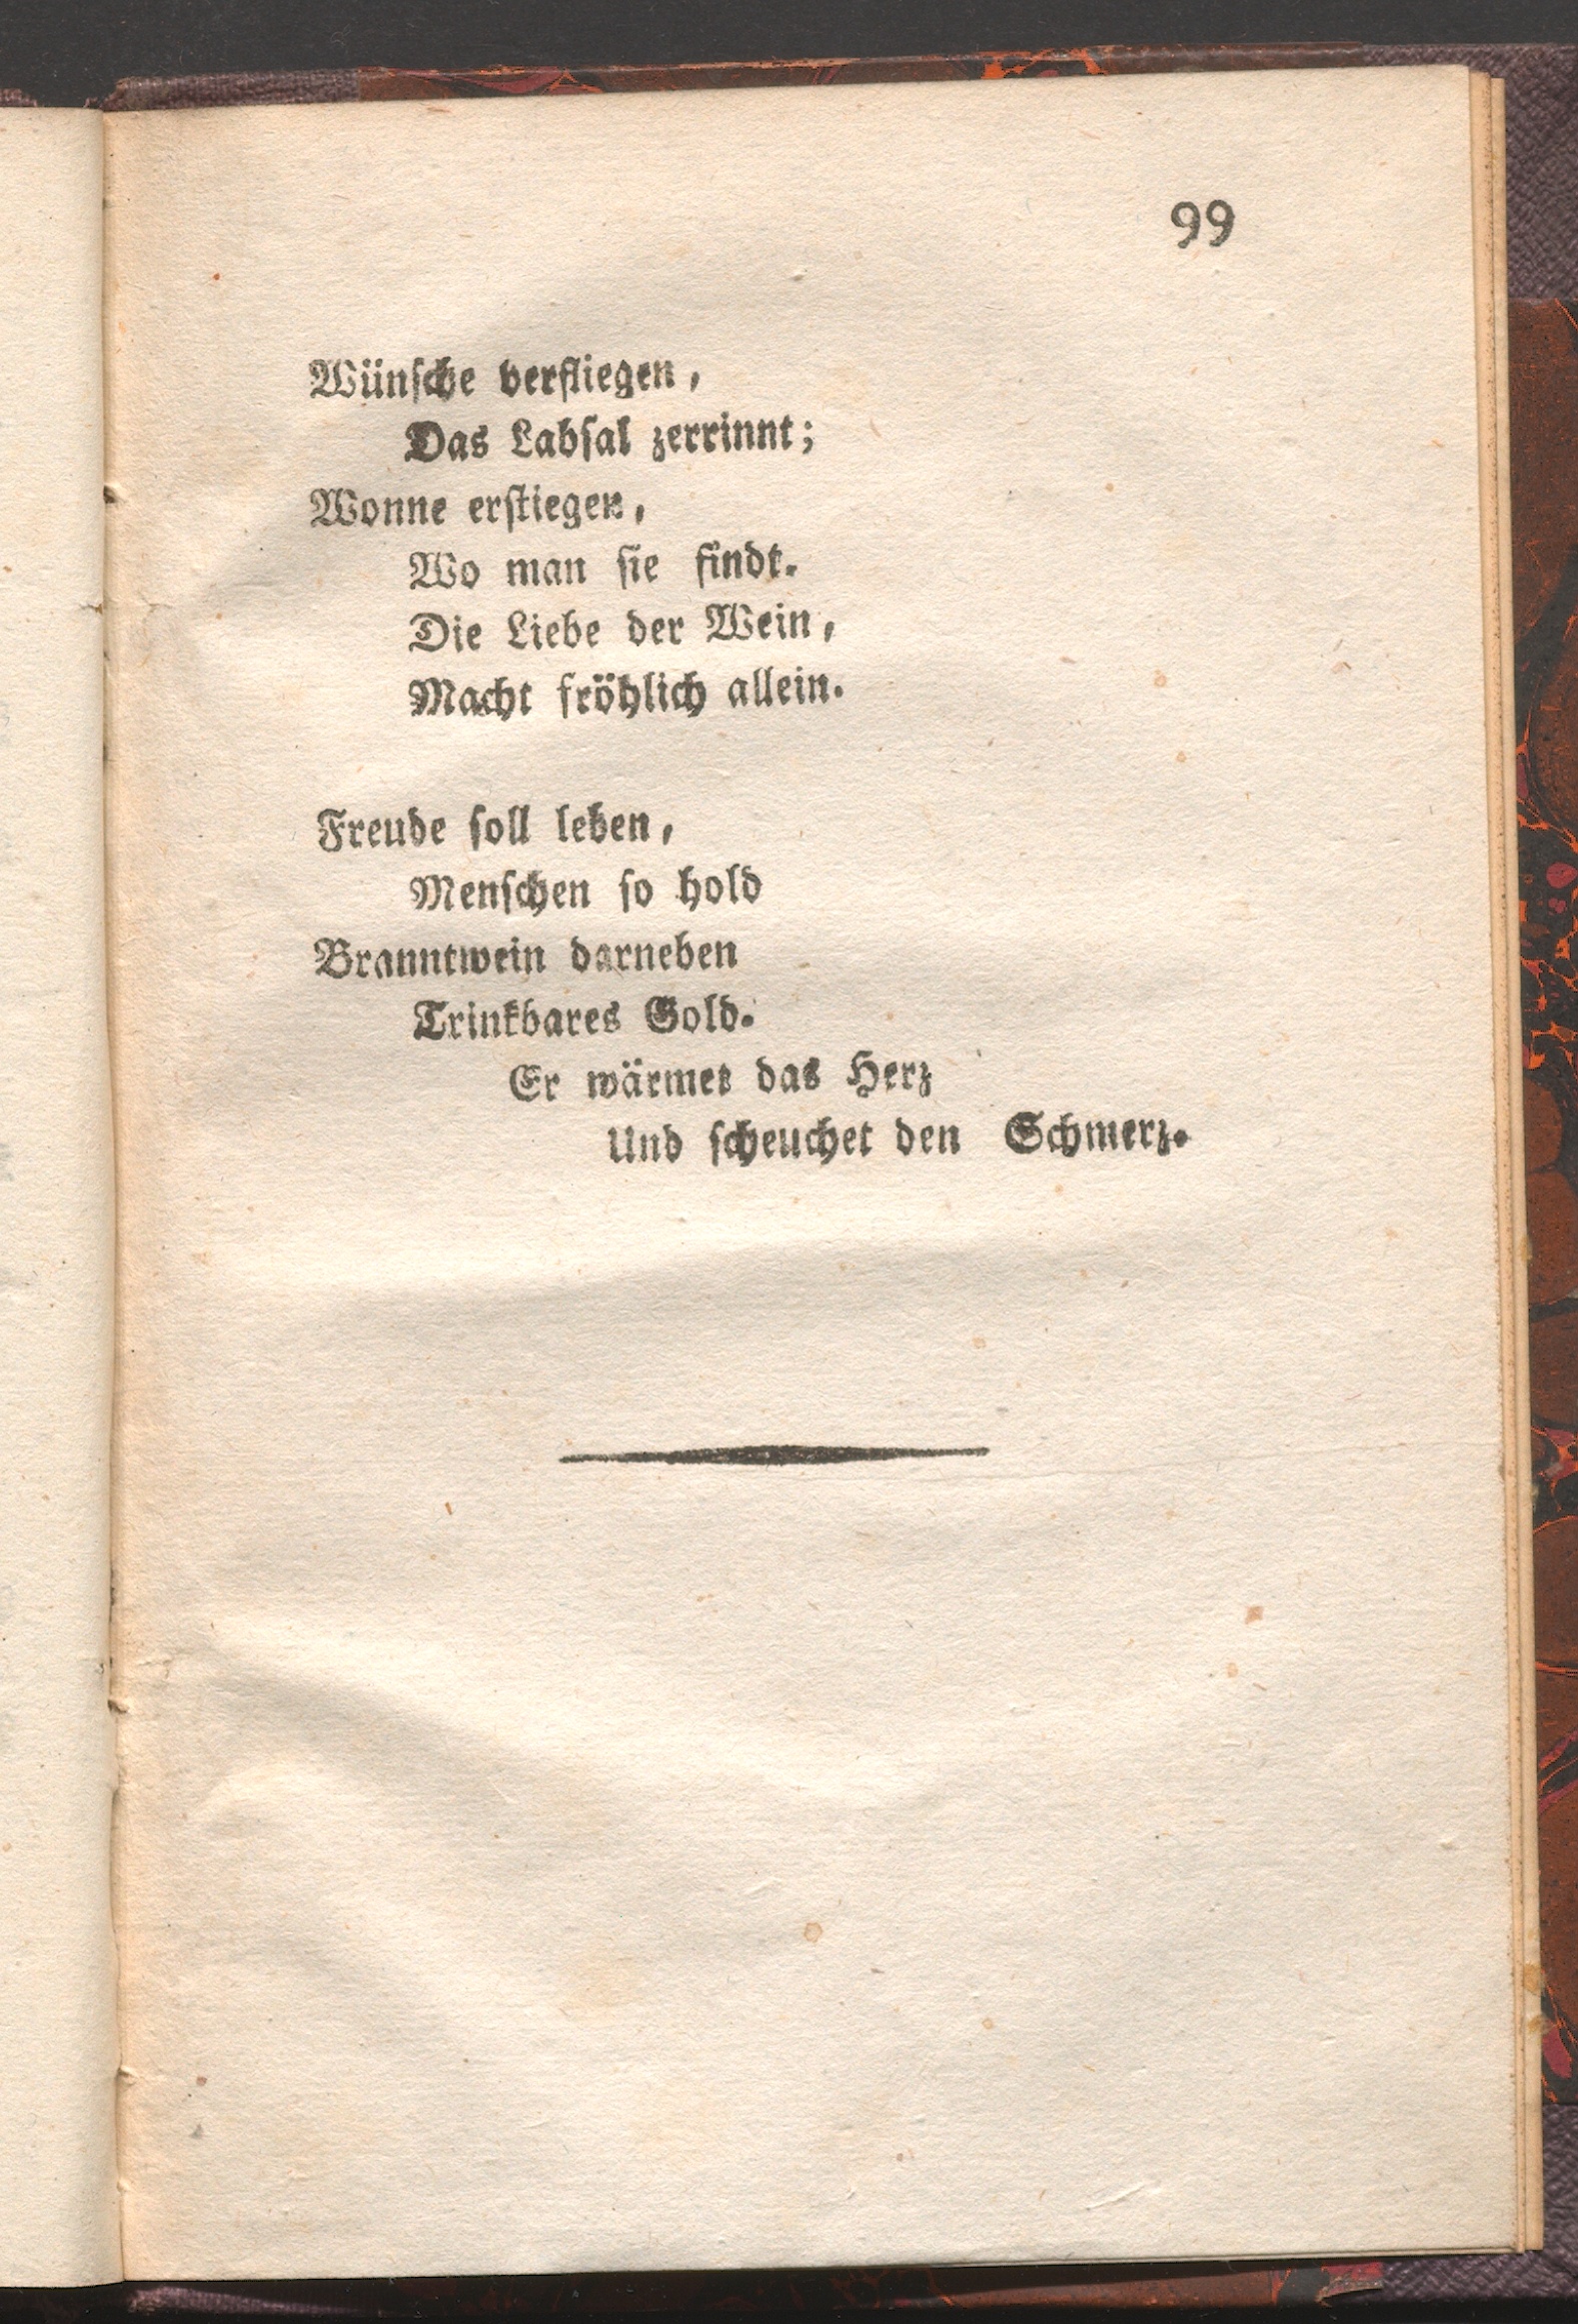 99
Wünſche verfliegen,
Das Labſal zerrinnt;
Wonne erſtiegen,
Wo man ſie findt.
Die Liebe der Wein,
Macht fröhlich allein.
Freude ſoll leben,
Menſchen ſo hold
Branntwein darneben
Trinkbares Gold.
Er wärmet das Herz
Und ſcheuchet den Schmerz.